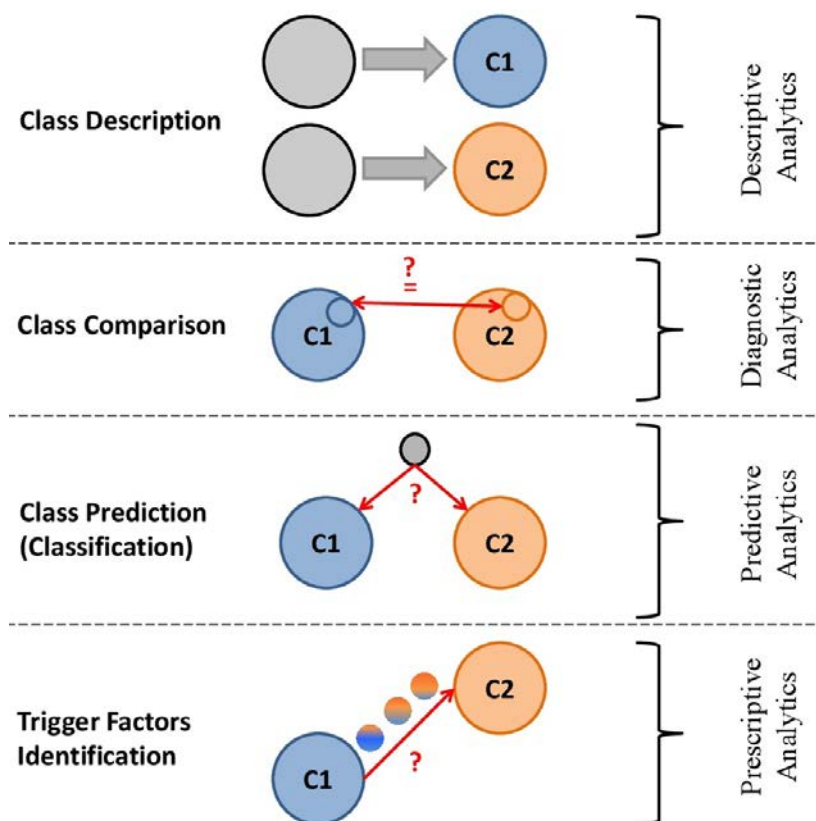 C1
Class Description
C2
Descriptive
Analytics
?
=
Class Comparison
C1
C2
Diagnostic
Analytics
?
Class Prediction
(Classification)
C1
C2
Predictive
Analytics
C2
Trigger Factors
Identification
?
C1
Prescriptive
Analytics